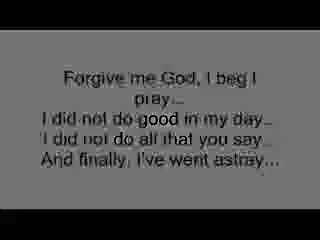 Forgive me God, I beg I
pray...
I did not do good in my day...
I did not do all that you say...
And finally, I've went astray...